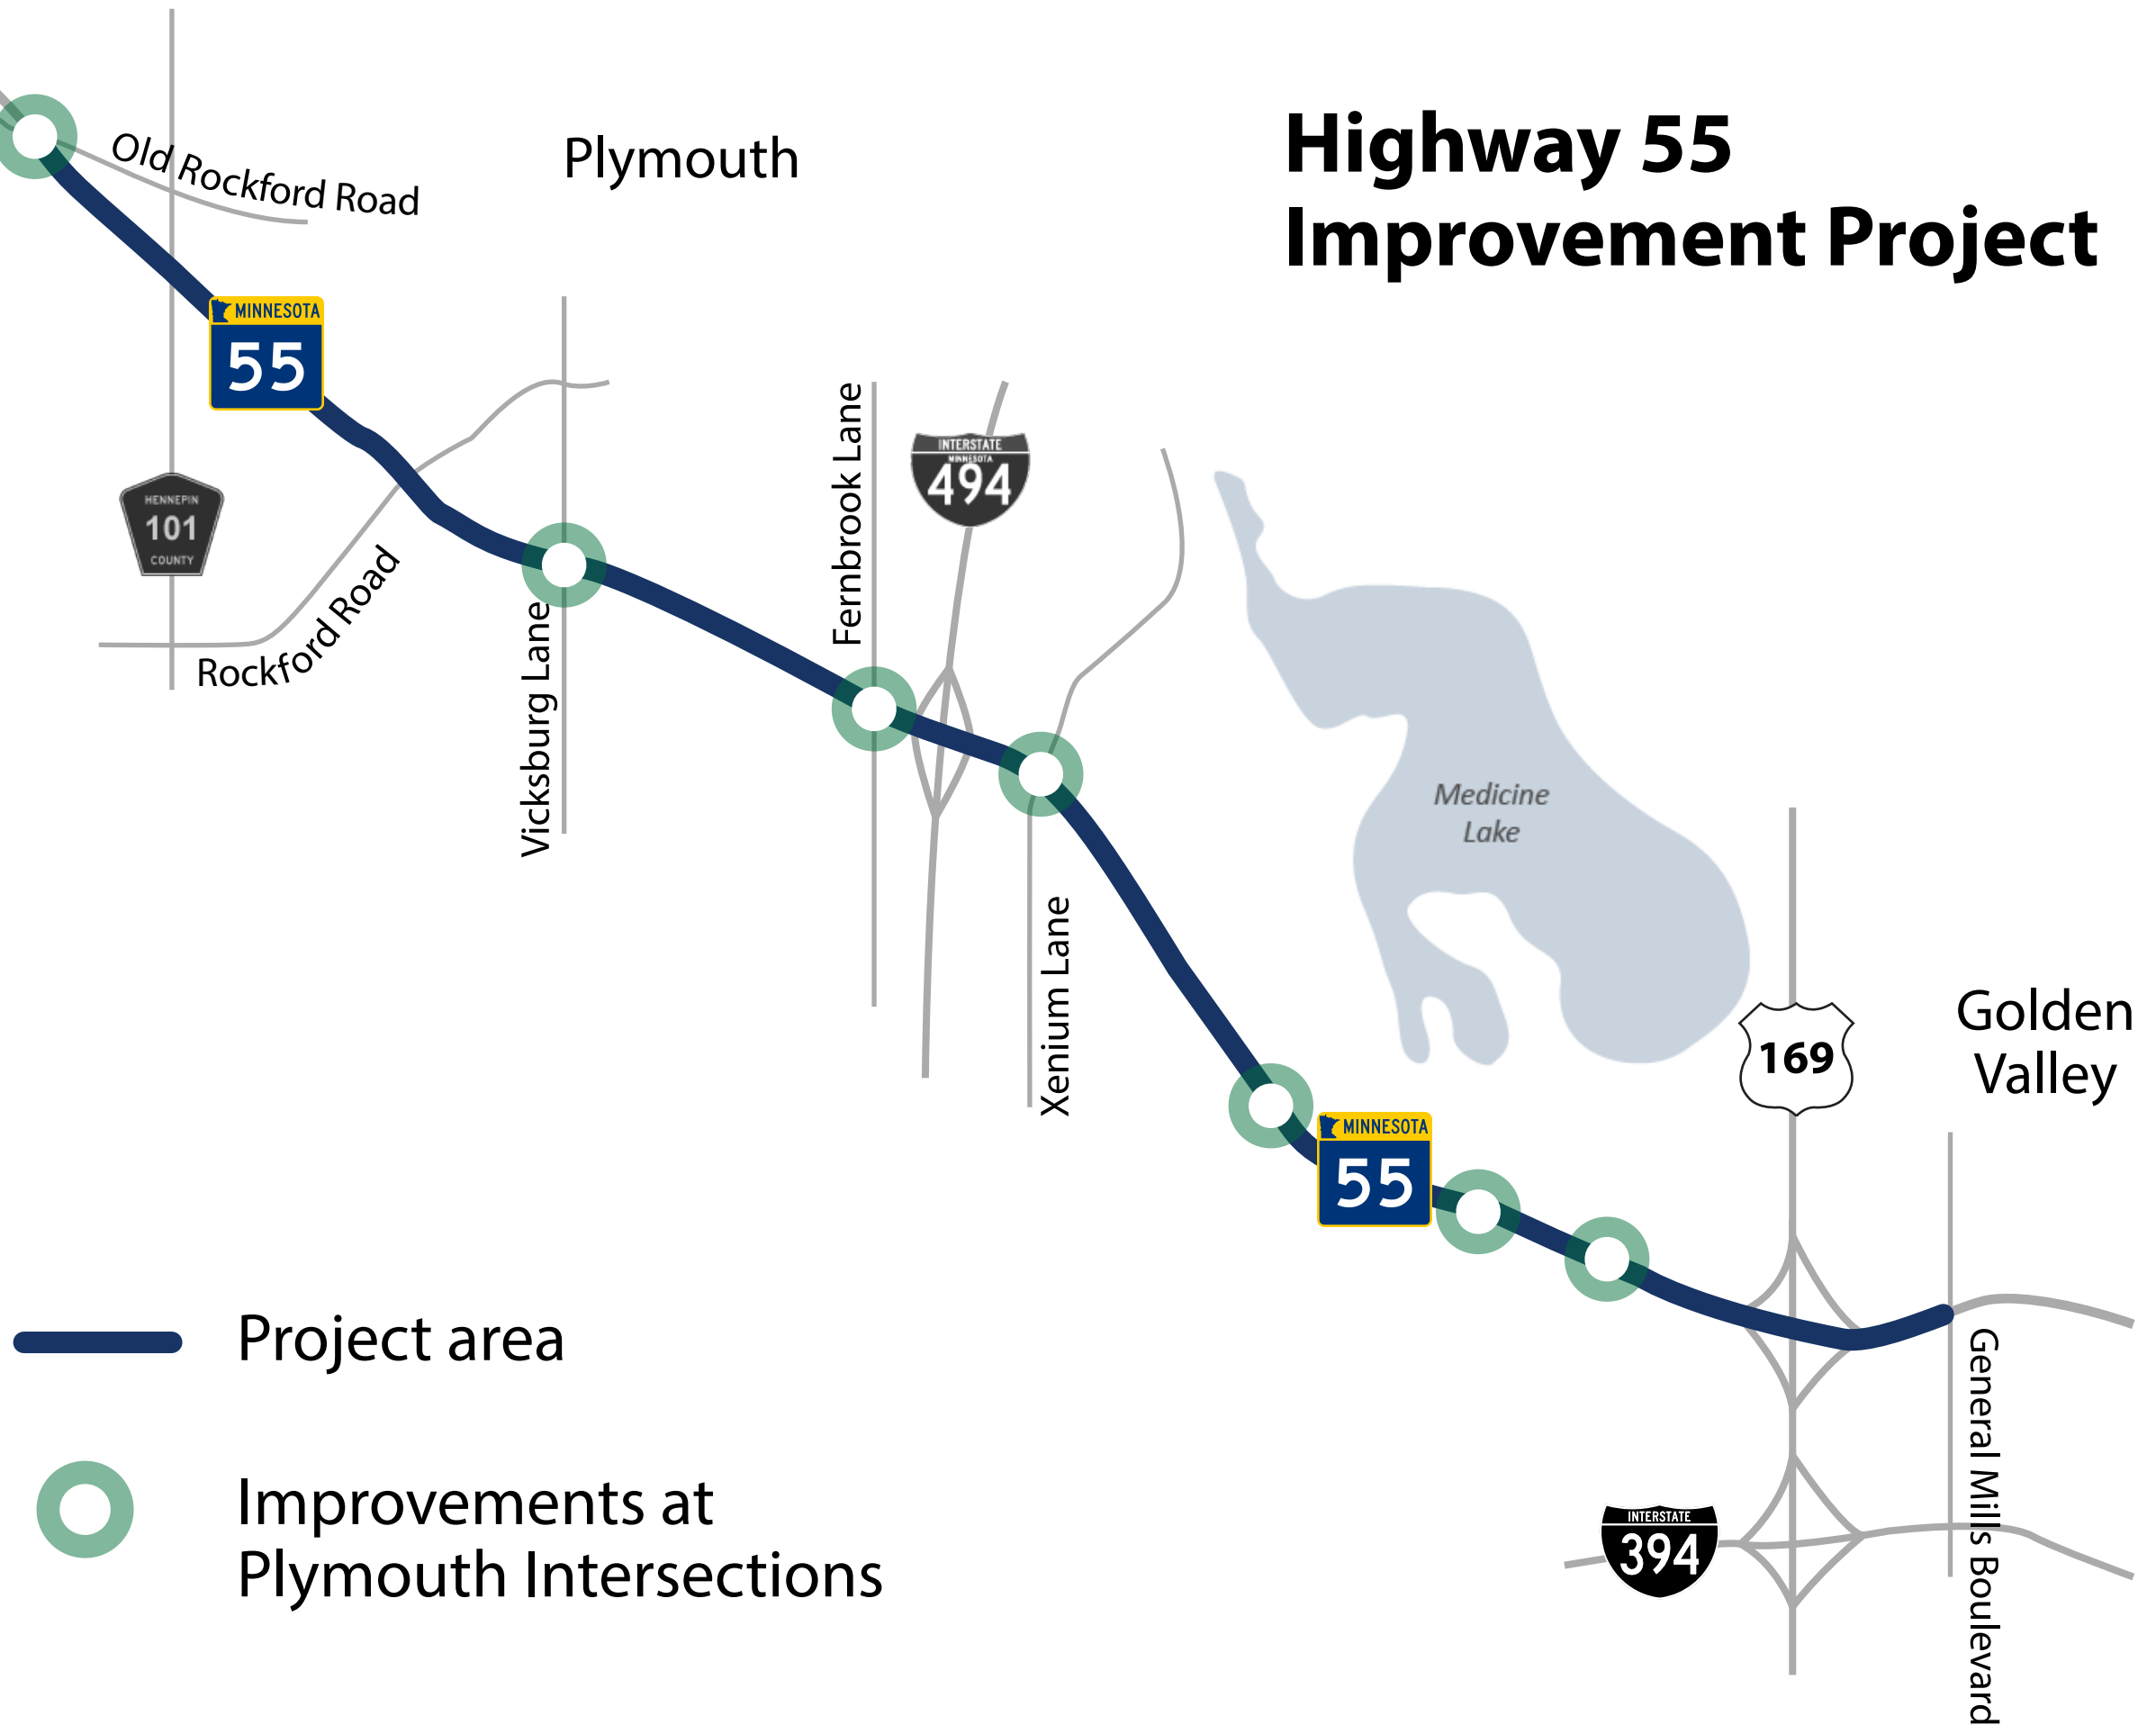 Highway 55
Improvement Project
Old Rockford Road
Plymouth
MINNESOTA
55
HENNEPIN
101
COUNTY
Rockford Road
Vicksburg Lane
Fernbrook Lane
INTERSTATE
MINNESOTA
494
Xenium Lane
Medicine
Lake
MINNESOTA
55
169
Golden
Valley
General Mills Boulevard
INTERSTATE
394
Project area
Improvements at
Plymouth Intersections